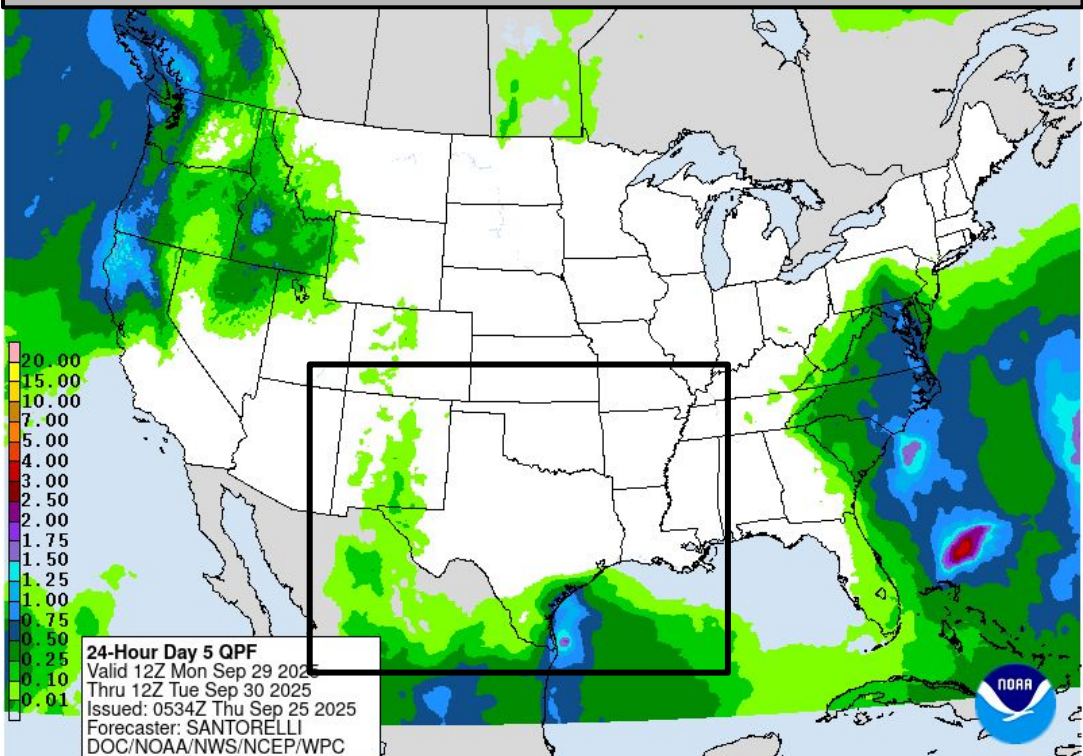 20.00
15.00
10.00
7.00
5.00
4.00
3.00
2.50
2.00
1.75
1.50
1.25
1.00
0.75
0.50
0.25
0.10
0.01
24-Hour Day 5 QPF
Valid 12Z Mon Sep 29 2025
Thru 12Z Tue Sep 30 2025
Issued: 0534Z Thu Sep 25 2025
Forecaster: SANTORELLI
DOC/NOAA/NWS/NCEP/WPC
NOAA